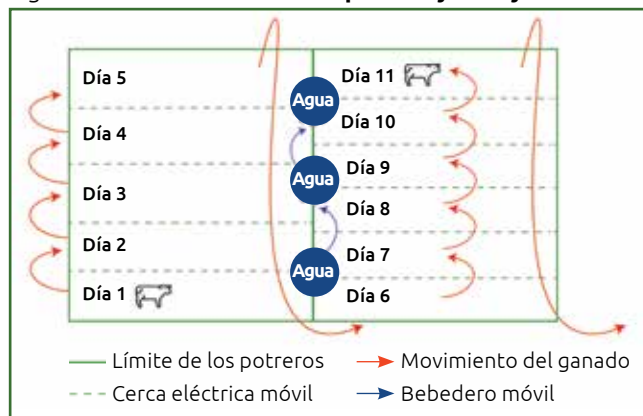 Día 5
Día 4
Día 3
Día 2
Día 1
Agua
Agua
Agua
Día 11
Día 10
Día 9
Día 8
Día 7
Día 6
Límite de los potreros
Movimiento del ganado
Cerca eléctrica móvil
Bebedero móvil